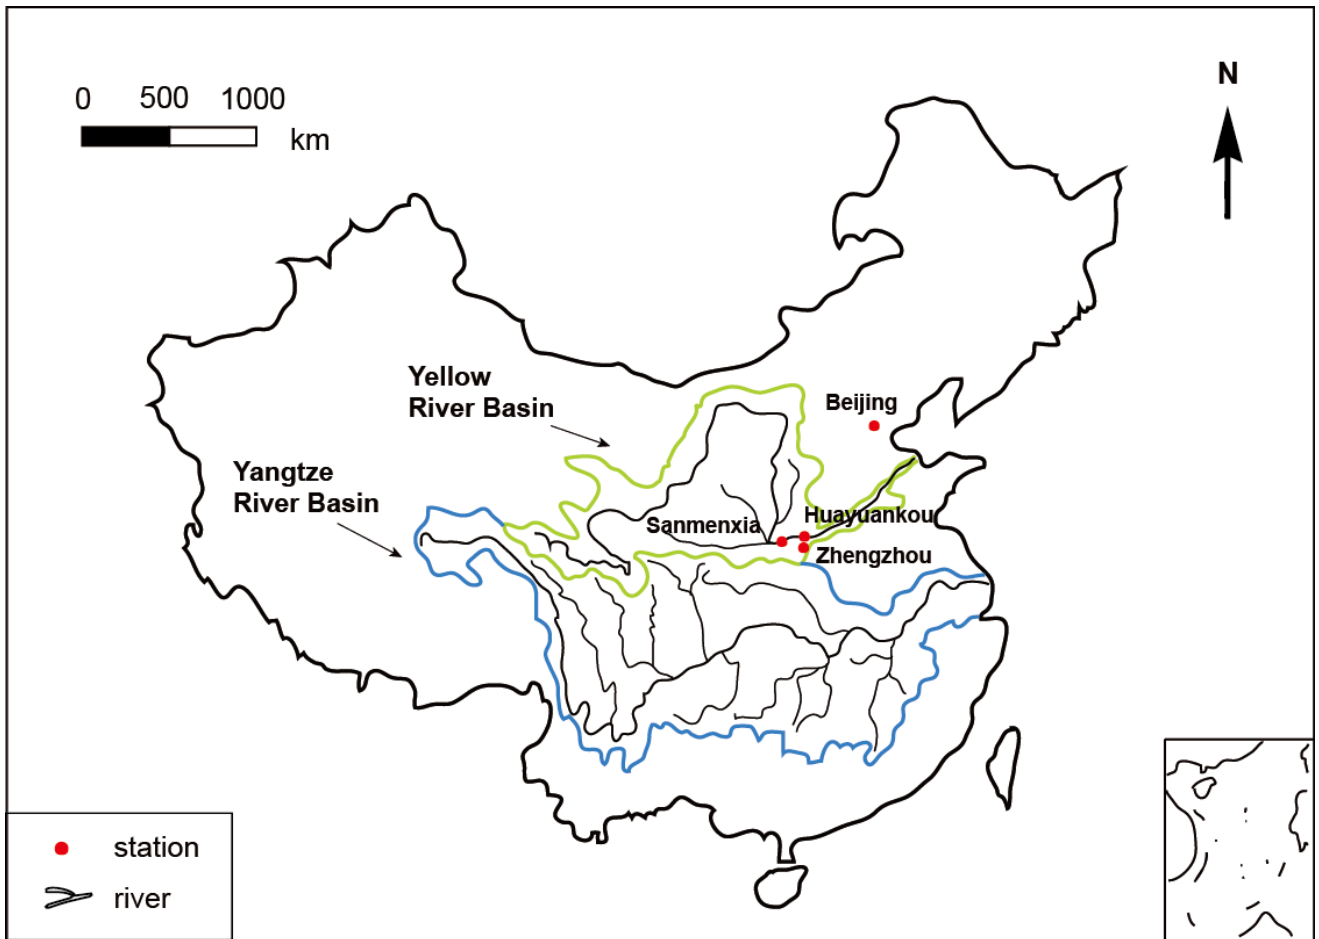 0 500 1000
km
N
Yellow
River Basin
Beijing
Yangtze
River Basin
Sanmenxia
Huayuankou
Zhengzhou
station
river